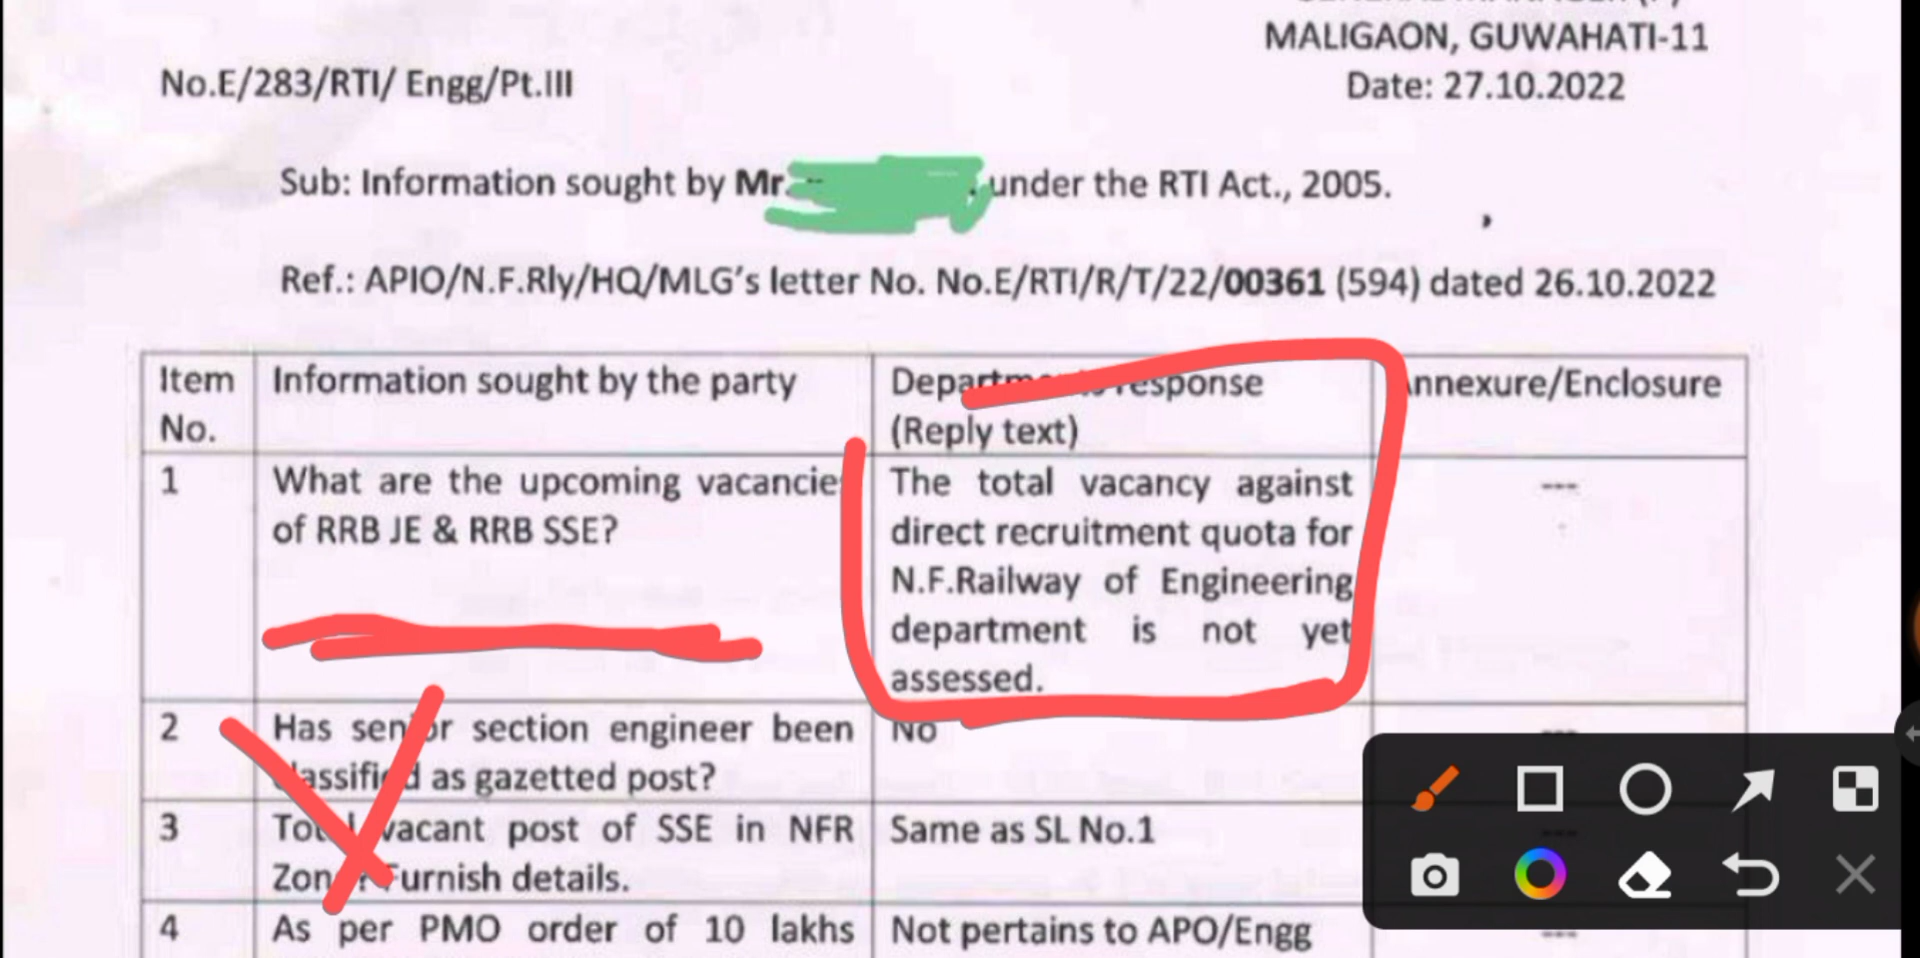 MALIGAON, GUWAHATI-11
No.E/283/RTI/ Engg/Pt.III
Date: 27.10.2022
Sub: Information sought by Mr. under the RTI Act., 2005.
Ref.: APIO/N.F.Rly/HQ/MLG’s letter No. No.E/RTI/R/T/22/00361 (594) dated 26.10.2022
Item No.
Information sought by the party
response
(Reply text)
Annexure/Enclosure
1
What are the upcoming vacancie
of RRB JE & RRB SSE?
The total vacancy against
direct recruitment quota for
N.F.Railway of Engineering
department is not yet
assessed.
---
2
Has senior section engineer been
classified as gazetted post?
No
---
3
Total vacant post of SSE in NFR
Zone? Furnish details.
Same as SL No.1
---
4
As per PMO order of 10 lakhs
Not pertains to APO/Engg
---